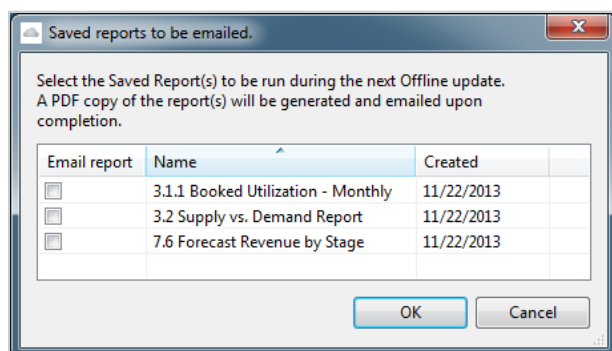 Saved reports to be emailed.
Select the Saved Report(s) to be run during the next Offline update.
A PDF copy of the report(s) will be generated and emailed upon
completion.
Email report Name Created
3.1.1 Booked Utilization - Monthly 11/22/2013
3.2 Supply vs. Demand Report 11/22/2013
7.6 Forecast Revenue by Stage 11/22/2013
OK Cancel